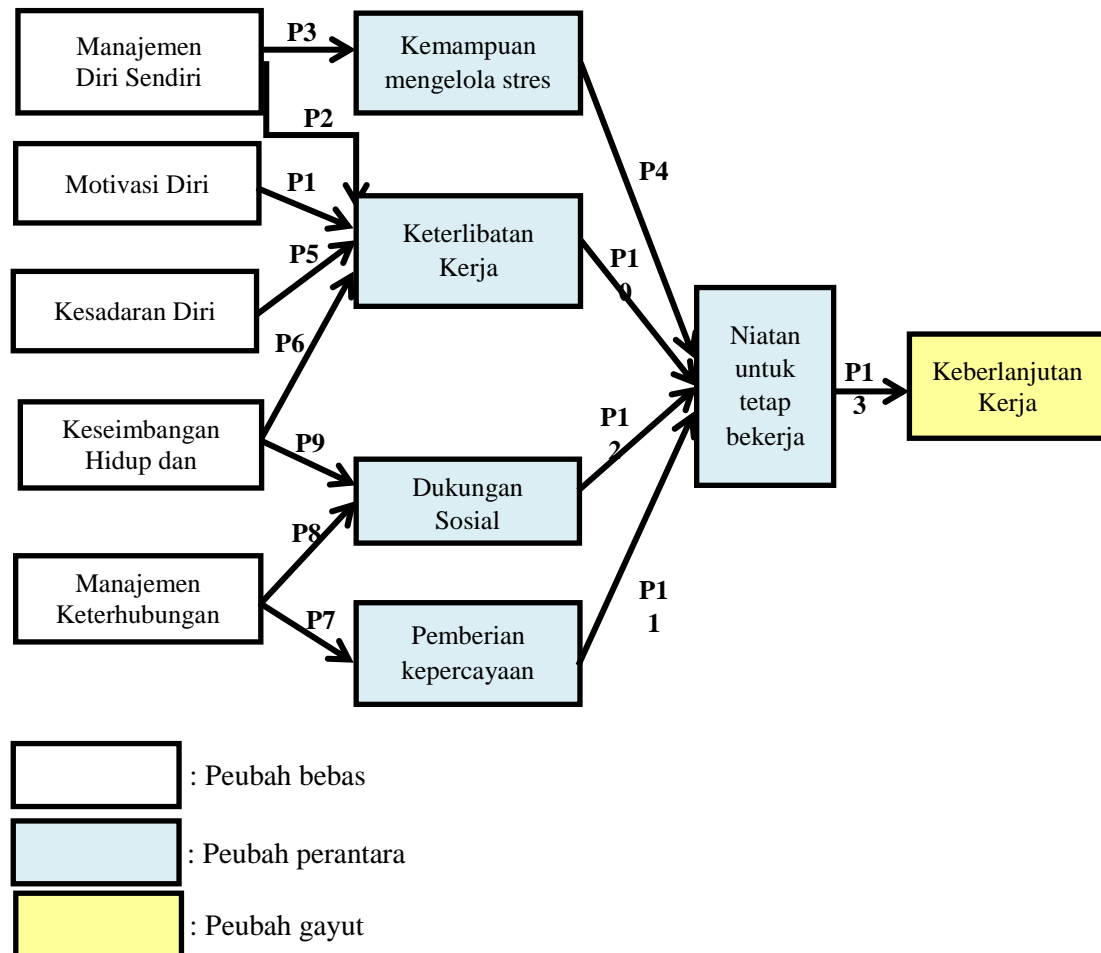 Manajemen
Diri Sendiri
P3
Kemampuan
mengelola stres
P2
P4
Motivasi Diri
P1
Keterlibatan
Kerja
P5
P1
0
Kesadaran Diri
P6
Niatan
untuk
tetap
bekerja
P1
3
Keberlanjutan
Kerja
Keseimbangan
Hidup dan
P9
P1
2
Dukungan
Sosial
P8
Manajemen
Keterhubungan
P7
P1
1
Pemberian
kepercayaan
: Peubah bebas
: Peubah perantara
: Peubah gayut